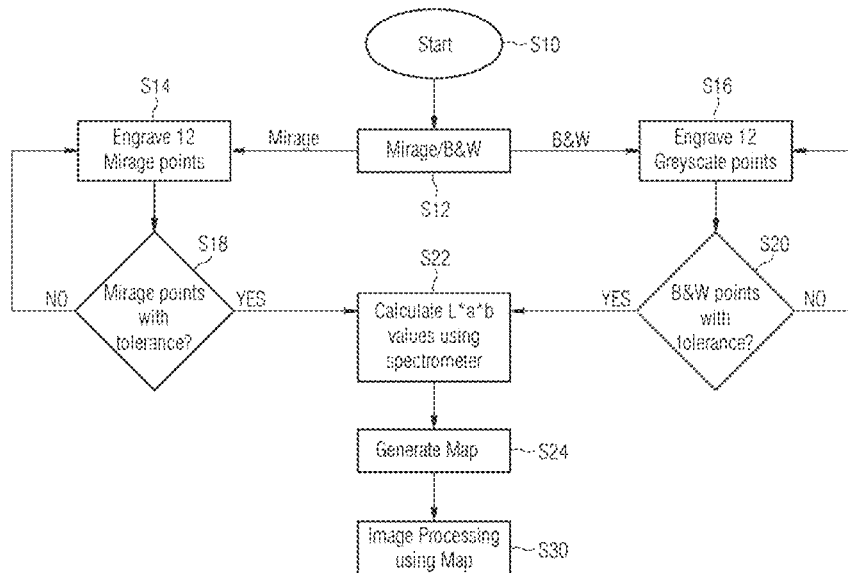 Start
S10
S14
S16
Engrave 12
Mirage points
Mirage
Mirage/B&W
B&W
Engrave 12
Greyscale points
S12
S18
S20
S22
NO
Mirage points
with
tolerance?
YES
Calculate L*a*b
values using
spectrometer
YES
B&W points
with
tolerance?
NO
Generate Map
S24
Image Processing
using Map
S30